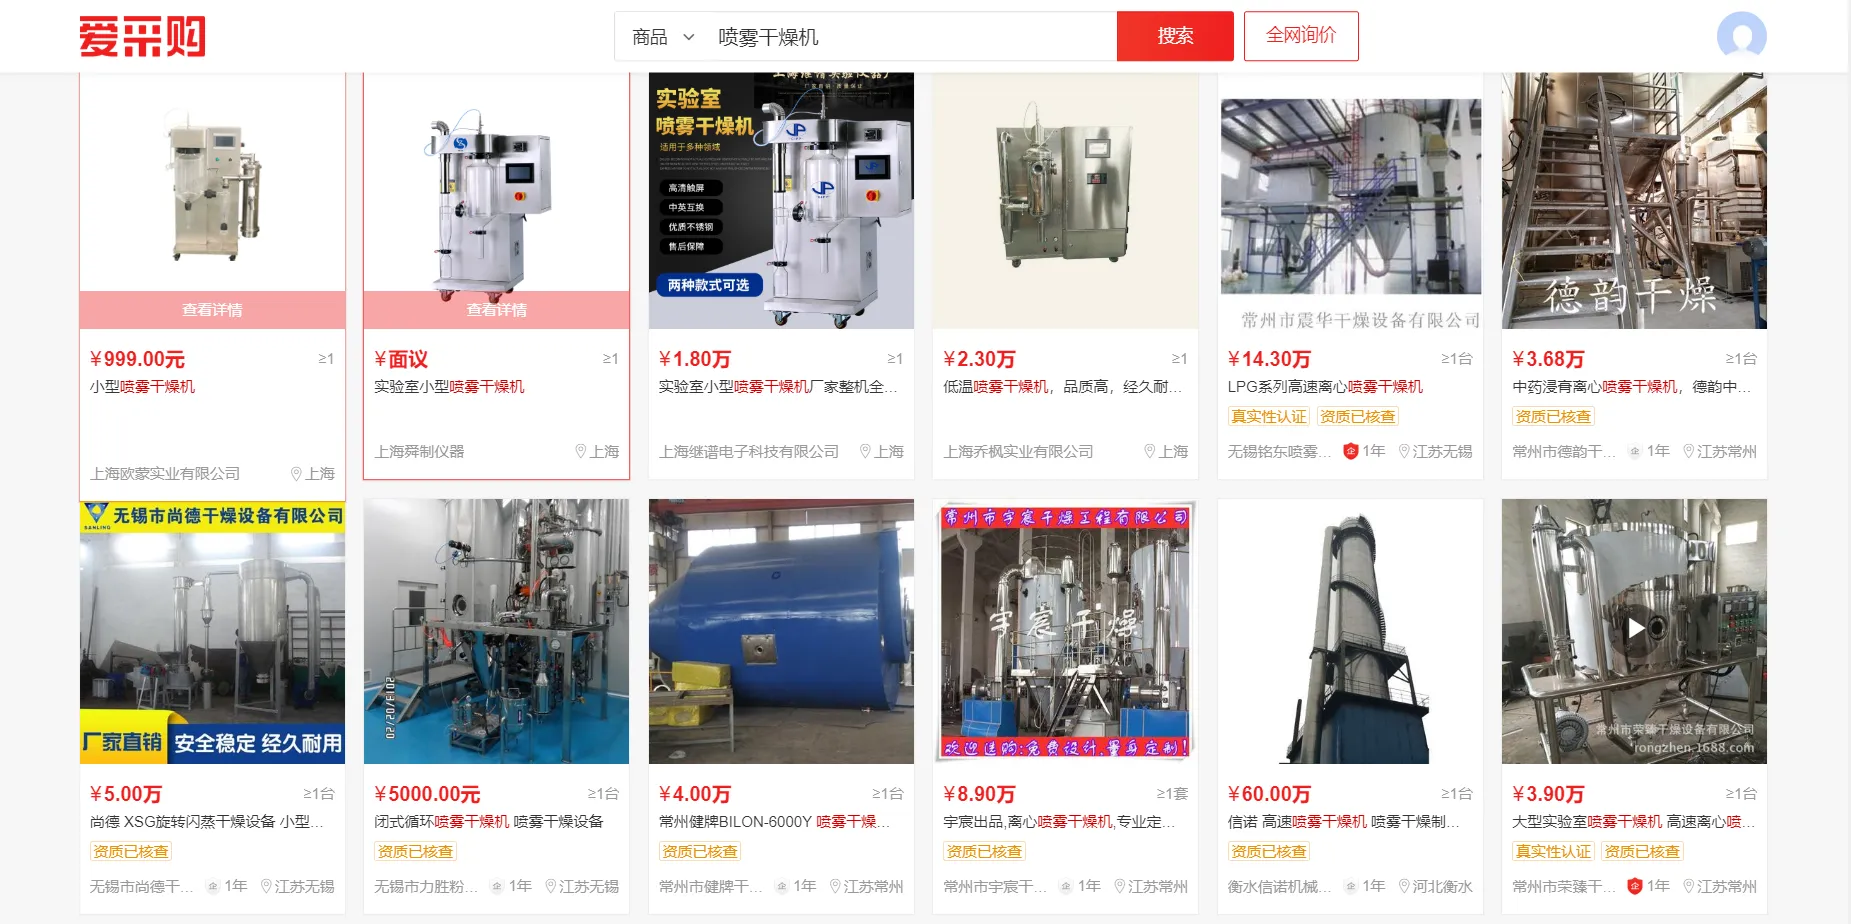 爱采购
商品
喷雾干燥机
搜索
全网询价
查看详情
¥999.00元
≥1
小型喷雾干燥机
上海欧蒙实业有限公司
上海
查看详情
¥面议
≥1
实验室小型喷雾干燥机
上海舜制仪器
上海
实验室
喷雾干燥机
适用于多种领域
高清触屏
中英互换
优质不锈钢
售后保障
两种款式可选
JP
JP
¥1.80万
≥1
实验室小型喷雾干燥机厂家整机全...
上海继谱电子科技有限公司
上海
¥2.30万
≥1
低温喷雾干燥机，品质高，经久耐...
上海乔枫实业有限公司
上海
常州市震华干燥设备有限公司
¥14.30万
≥1台
LPG系列高速离心喷雾干燥机
真实性认证
资质已核查
无锡铭东喷雾...
企
1年
江苏无锡
德韵干燥
¥3.68万
≥1台
中药浸膏离心喷雾干燥机，德韵中...
资质已核查
常州市德韵干...
企
1年
江苏常州
SANLING
无锡市尚德干燥设备有限公司
厂家直销
安全稳定 经久耐用
¥5.00万
≥1台
尚德 XSG旋转闪蒸干燥设备 小型...
资质已核查
无锡市尚德干...
企
1年
江苏无锡
2013/02/20
¥5000.00元
≥1台
闭式循环喷雾干燥机 喷雾干燥设备
资质已核查
无锡市力胜粉...
企
1年
江苏无锡
¥4.00万
≥1台
常州健牌BILON-6000Y 喷雾干燥...
资质已核查
常州市健牌干...
企
1年
江苏常州
常州市宇宸干燥工程有限公司
宇宸干燥
欢迎选购:免费设计.量身定制!
¥8.90万
≥1套
宇宸出品,离心喷雾干燥机,专业定...
资质已核查
常州市宇宸干...
企
1年
江苏常州
¥60.00万
≥1台
信诺 高速喷雾干燥机 喷雾干燥制...
资质已核查
衡水信诺机械...
企
1年
河北衡水
常州市荣臻干燥设备有限公司
rongzhen.1688.com
¥3.90万
≥1台
大型实验室喷雾干燥机 高速离心喷...
真实性认证
资质已核查
常州市荣臻干...
企
1年
江苏常州